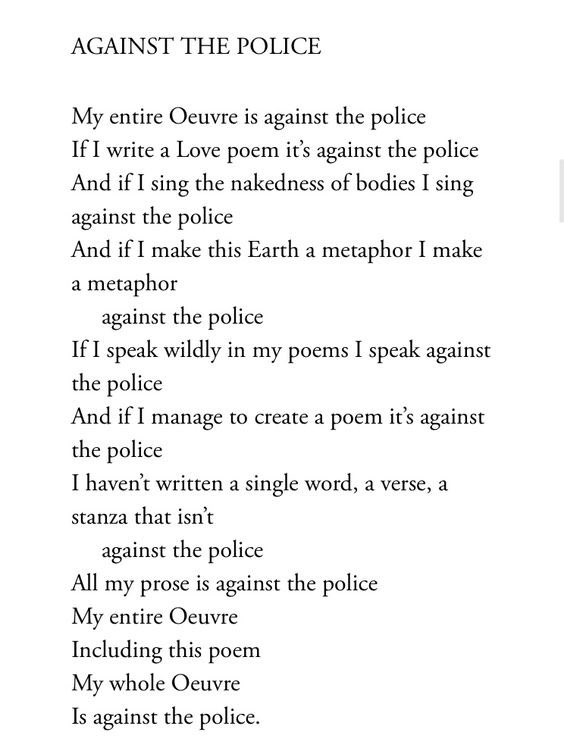 AGAINST THE POLICE
My entire Oeuvre is against the police
If I write a Love poem it’s against the police
And if I sing the nakedness of bodies I sing
against the police
And if I make this Earth a metaphor I make
a metaphor
against the police
If I speak wildly in my poems I speak against
the police
And if I manage to create a poem it’s against
the police
I haven’t written a single word, a verse, a
stanza that isn’t
against the police
All my prose is against the police
My entire Oeuvre
Including this poem
My whole Oeuvre
Is against the police.